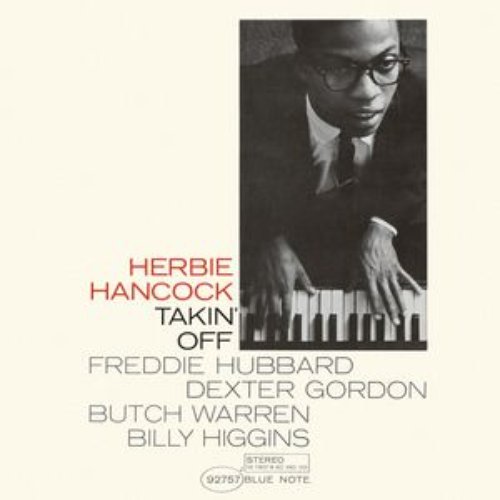 HERBIE
HANCOCK
TAKIN'
OFF
FREDDIE HUBBARD
DEXTER GORDON
BUTCH WARREN
BILLY HIGGINS
STEREO
92757 BLUE NOTE